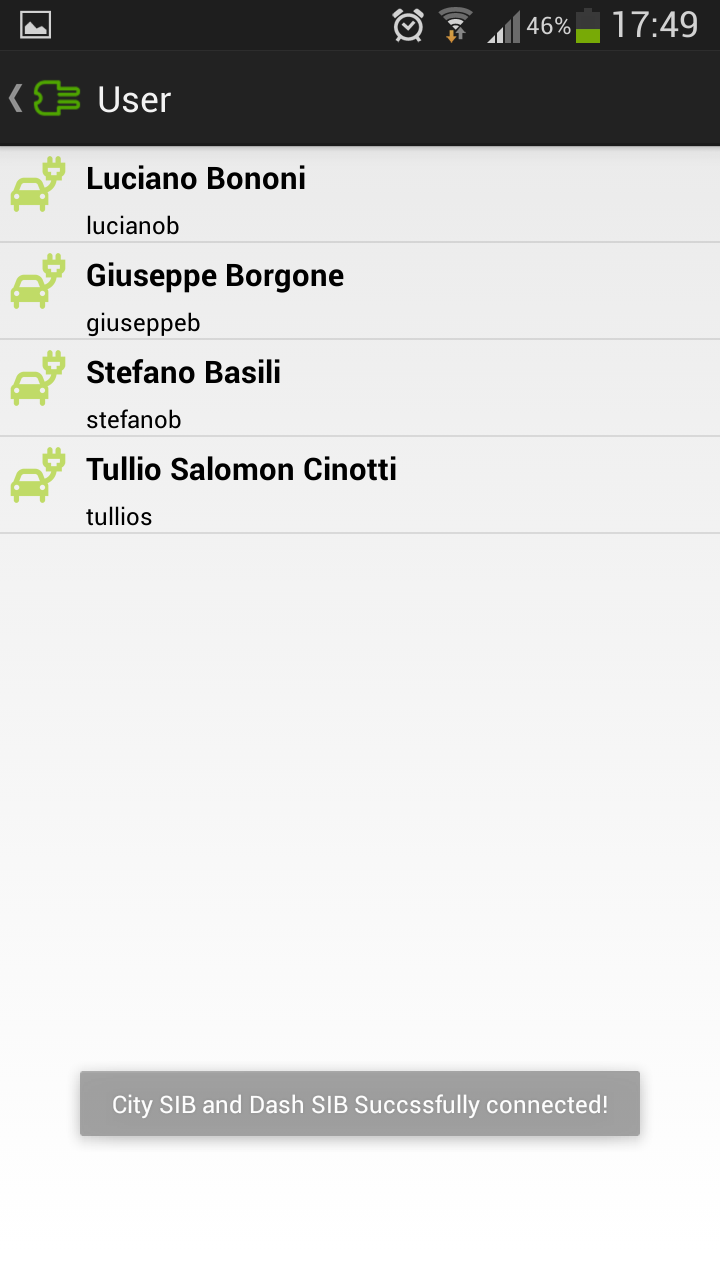 46% 17:49
User
Luciano Bononi
lucianob
Giuseppe Borgone
giuseppeb
Stefano Basili
stefanob
Tullio Salomon Cinotti
tullios
City SIB and Dash SIB Succssfully connected!